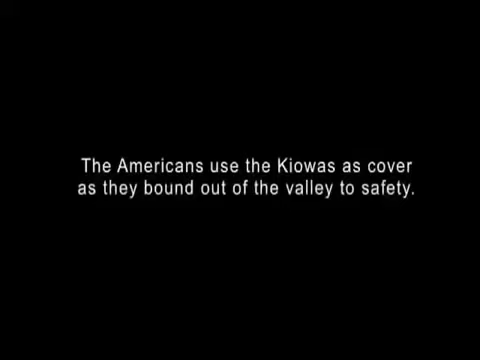 The Americans use the Kiowas as cover
as they bound out of the valley to safety.